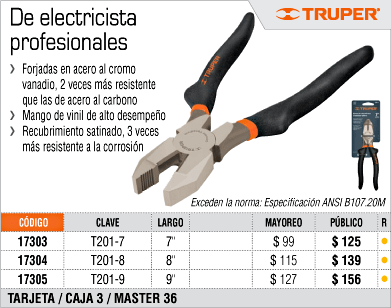 De electricista
profesionales
TRUPER®
Forjadas en acero al cromo
vanadio, 2 veces más resistente
que las de acero al carbono
Mango de vinil de alto desempeño
Recubrimiento satinado, 3 veces
más resistente a la corrosión
TRUPER
Exceden la norma: Especificación ANSI B107.20M
CÓDIGO CLAVE LARGO MAYOREO PÚBLICO R
17303 T201-7 7" $ 99 $ 125
17304 T201-8 8" $ 115 $ 139
17305 T201-9 9" $ 127 $ 156
TARJETA / CAJA 3 / MASTER 36